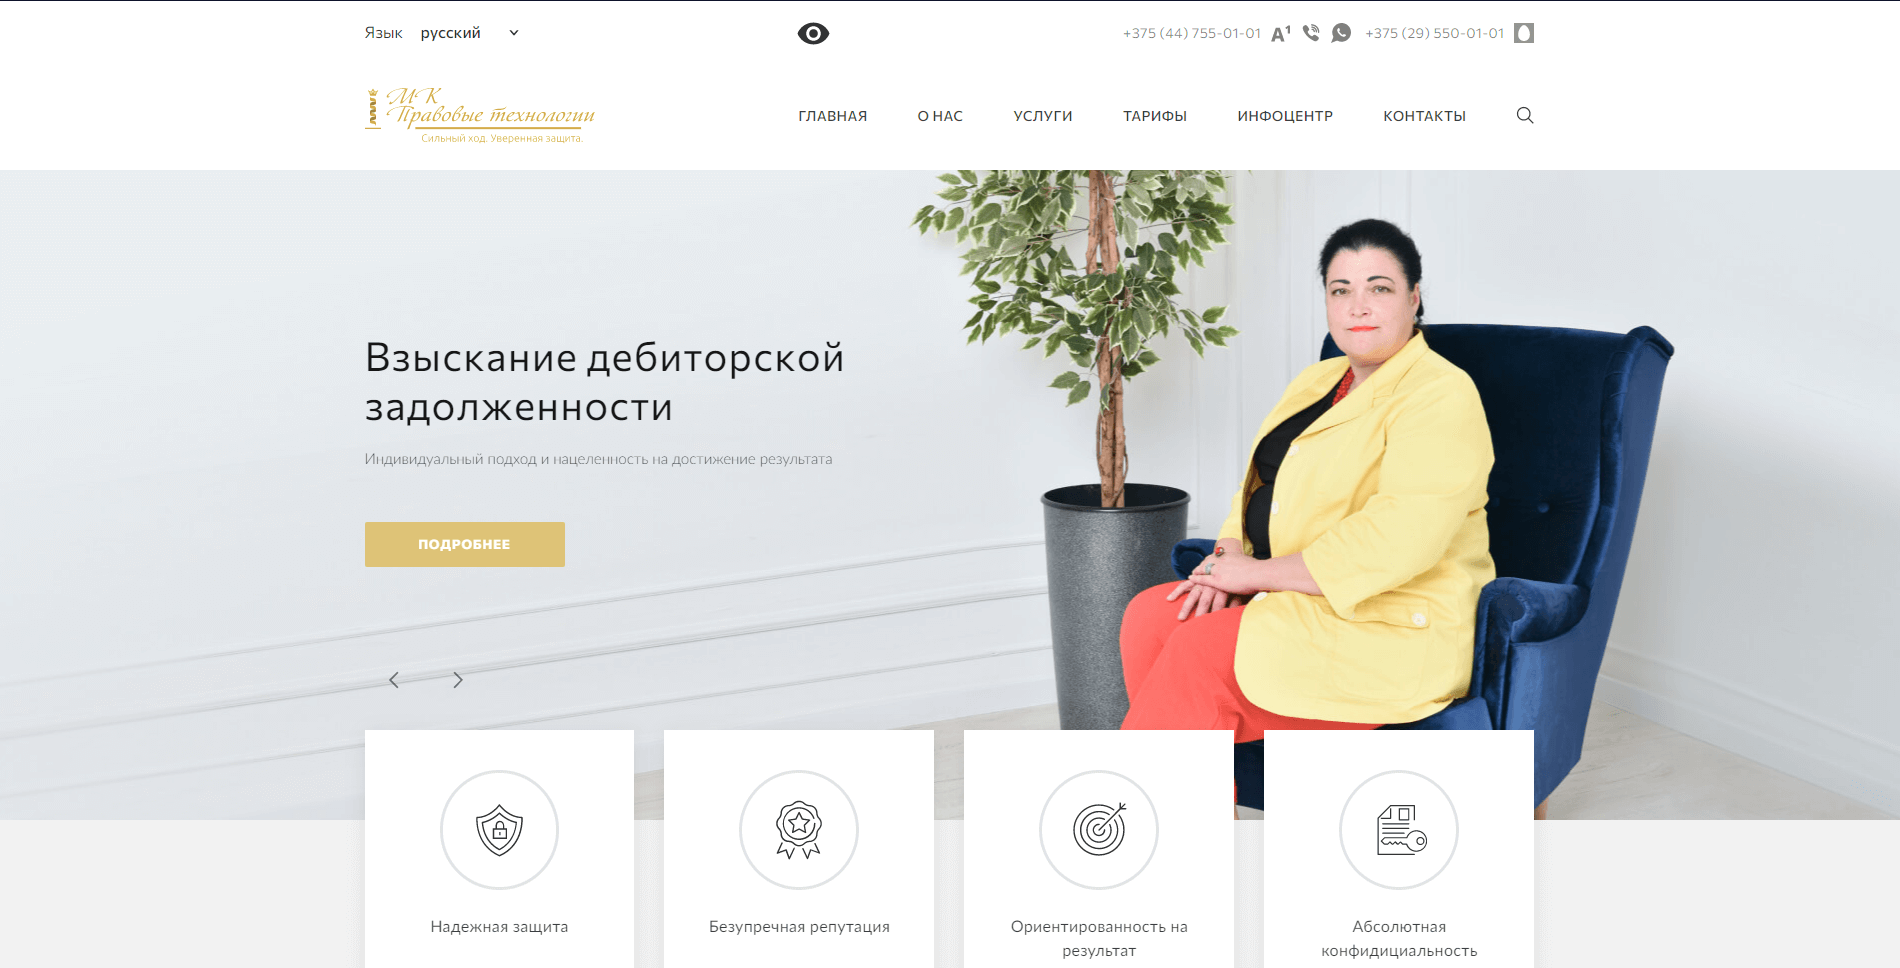 Язык русский
+375 (44) 755-01-01 A1 +375 (29) 550-01-01
МК
Правовые технологии
Сильный ход. Уверенная защита.
ГЛАВНАЯ О НАС УСЛУГИ ТАРИФЫ ИНФОЦЕНТР КОНТАКТЫ
Взыскание дебиторской
задолженности
Индивидуальный подход и нацеленность на достижение результата
ПОДРОБНЕЕ
Надежная защита
Безупречная репутация
Ориентированность на
результат
Абсолютная
конфидициальность